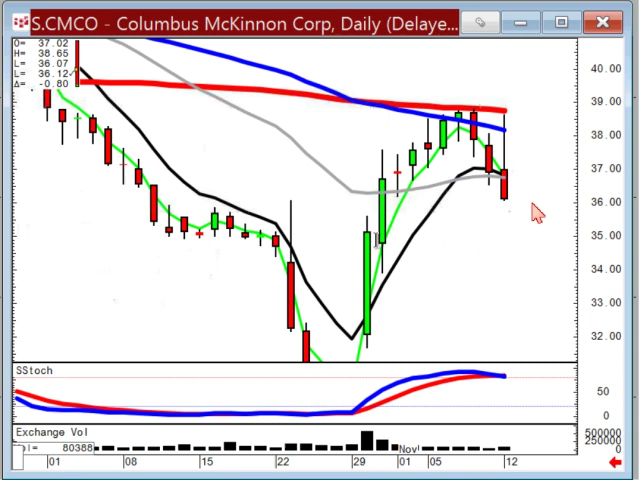 S.CMCO - Columbus McKinnon Corp, Daily (Delaye...
O= 37.02
H= 38.65
L= 36.07
L= 36.12
Δ= -0.80
40.00
39.00
38.00
37.00
36.00
35.00
34.00
33.00
32.00
SStoch
50
0
Exchange Vol
500000
250000
0
80388
Nov
01 08 15 22 29 01 05 12